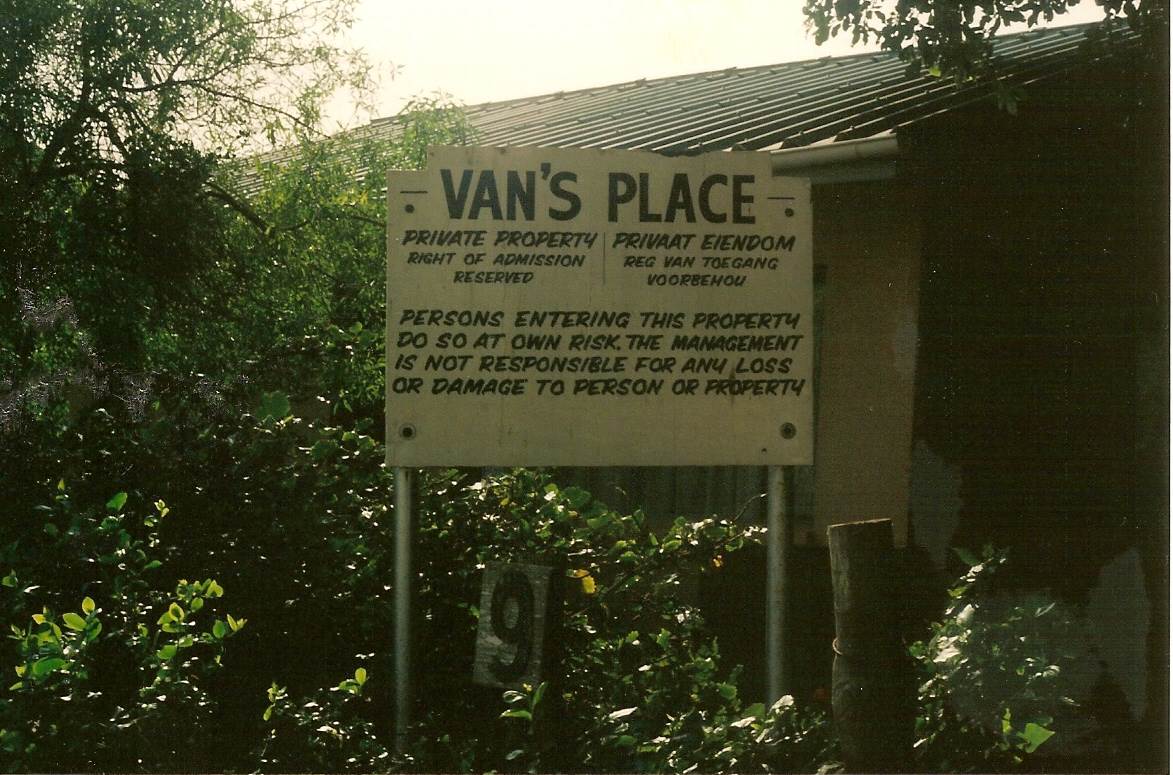 VAN'S PLACE
PRIVATE PROPERTY
RIGHT OF ADMISSION
RESERVED
PRIVAAT EIENDOM
REG VAN TOEGANG
VOORBEHOU
PERSONS ENTERING THIS PROPERTY
DO SO AT OWN RISK. THE MANAGEMENT
IS NOT RESPONSIBLE FOR ANY LOSS
OR DAMAGE TO PERSON OR PROPERTY
9